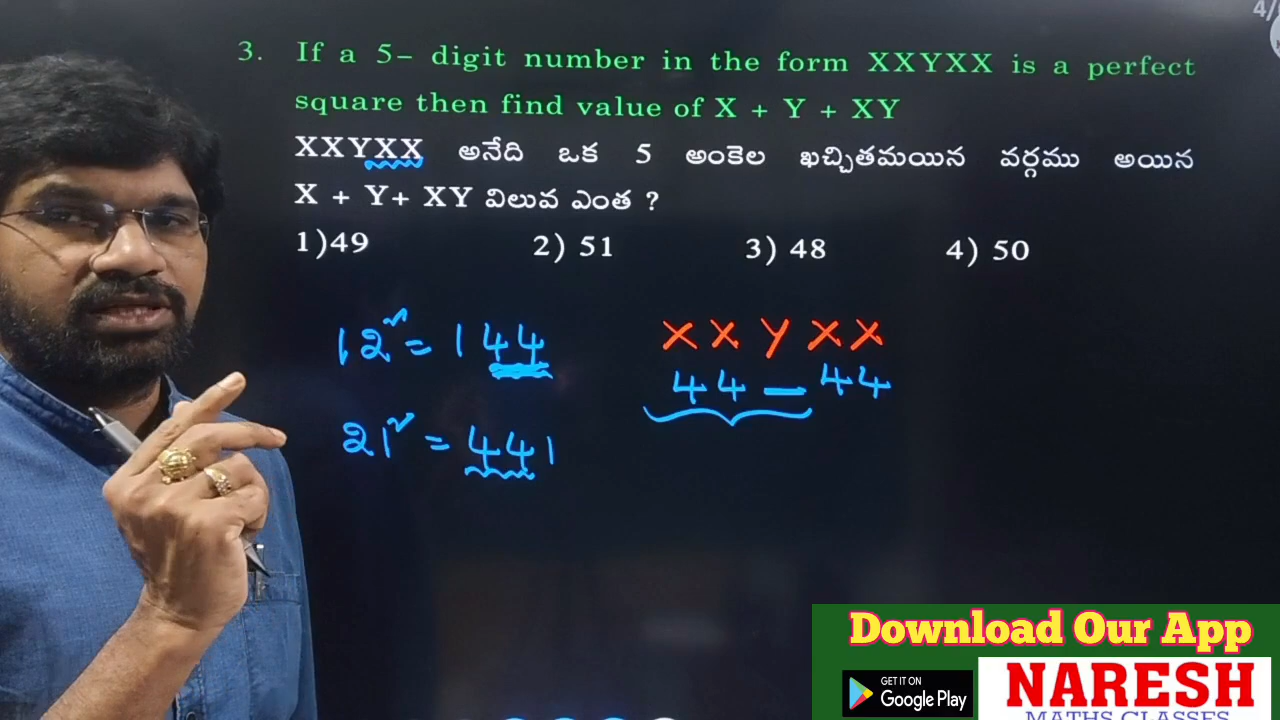 4/
3. If a 5– digit number in the form XXYXX is a perfect
square then find value of X + Y + XY
XXYXX అనేది ఒక 5 అంకెల ఖచ్చితమయిన వర్గము అయిన
X + Y+ XY విలువ ఎంత ?
1)49 2) 51 3) 48 4) 50
12² = 144
21² = 441
X X Y X X
44 – 44
Download Our App
GET IT ON
Google Play
NARESH
MATHS CLASSES